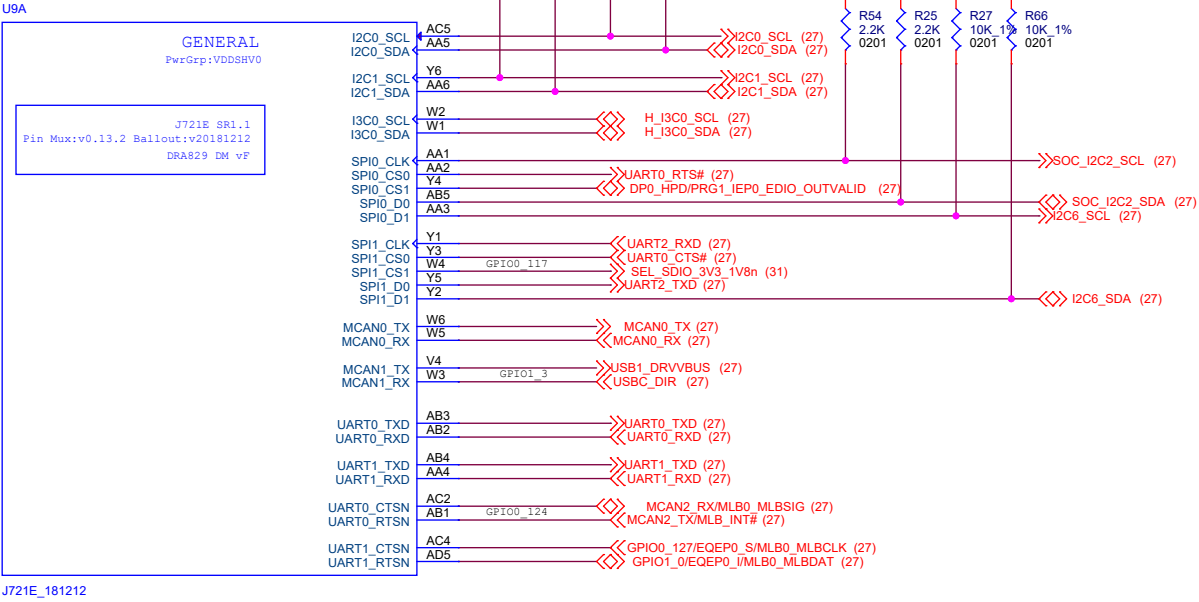 U9A
R54 R25 R27 R66
2.2K 2.2K 10K_1% 10K_1%
0201 0201 0201 0201
GENERAL
PwrGrp:VDDSHV0
J721E SR1.1
Pin Mux:v0.13.2 Ballout:v20181212
DRA829 DM vF
I2C0_SCL AC5 I2C0_SCL (27)
I2C0_SDA AA5 I2C0_SDA (27)
I2C1_SCL Y6 I2C1_SCL (27)
I2C1_SDA AA6 I2C1_SDA (27)
I3C0_SCL W2 H_I3C0_SCL (27)
I3C0_SDA W1 H_I3C0_SDA (27)
SPI0_CLK AA1 SOC_I2C2_SCL (27)
SPI0_CS0 AA2 UART0_RTS# (27)
SPI0_CS1 Y4 DP0_HPD/PRG1_IEP0_EDIO_OUTVALID (27)
SPI0_D0 AB5 SOC_I2C2_SDA (27)
SPI0_D1 AA3 I2C6_SCL (27)
SPI1_CLK Y1 UART2_RXD (27)
SPI1_CS0 Y3 UART0_CTS# (27)
SPI1_CS1 W4 GPIO0_117 SEL_SDIO_3V3_1V8n (31)
SPI1_D0 Y5 UART2_TXD (27)
SPI1_D1 Y2 I2C6_SDA (27)
MCAN0_TX W6 MCAN0_TX (27)
MCAN0_RX W5 MCAN0_RX (27)
MCAN1_TX V4 USB1_DRVVBUS (27)
MCAN1_RX W3 GPIO1_3 USBC_DIR (27)
UART0_TXD AB3 UART0_TXD (27)
UART0_RXD AB2 UART0_RXD (27)
UART1_TXD AB4 UART1_TXD (27)
UART1_RXD AA4 UART1_RXD (27)
UART0_CTSN AC2 MCAN2_RX/MLB0_MLBSIG (27)
UART0_RTSN AB1 GPIO0_124 MCAN2_TX/MLB_INT# (27)
UART1_CTSN AC4 GPIO0_127/EQEP0_S/MLB0_MLBCLK (27)
UART1_RTSN AD5 GPIO1_0/EQEP0_I/MLB0_MLBDAT (27)
J721E_181212